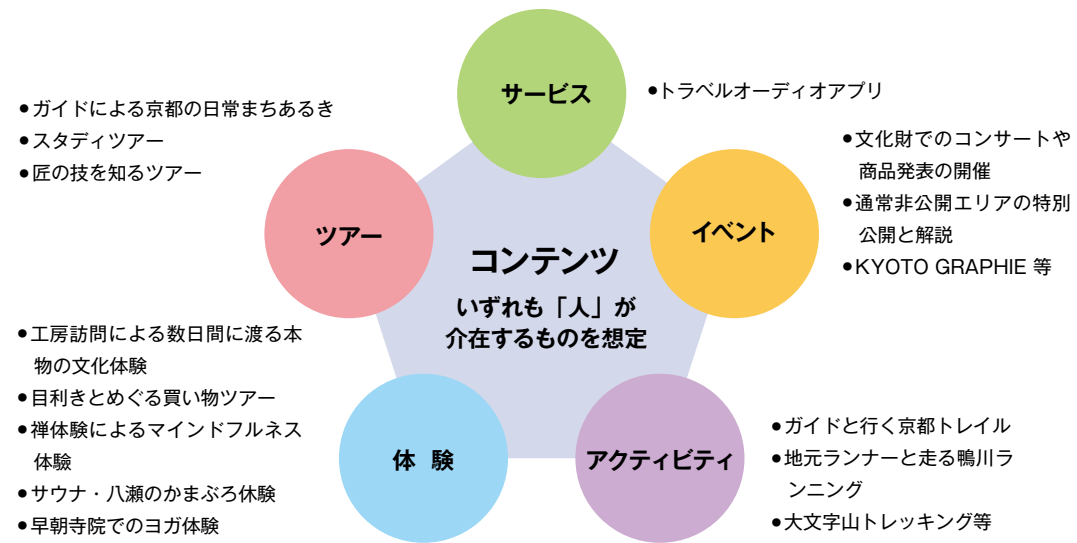 サービス
●トラベルオーディオアプリ
●ガイドによる京都の日常まちあるき
●スタディツアー
●匠の技を知るツアー
ツアー
イベント
●文化財でのコンサートや
商品発表の開催
●通常非公開エリアの特別
公開と解説
●KYOTO GRAPHIE 等
コンテンツ
いずれも「人」が
介在するものを想定
●工房訪問による数日間に渡る本
物の文化体験
●目利きとめぐる買い物ツアー
●禅体験によるマインドフルネス
体験
●サウナ・八瀬のかまぶろ休験
●早朝寺院でのヨガ体験
体 験
アクティビティ
●ガイドと行く京都トレイル
●地元ランナーと走る鴨川ラ
ンニング
●大文字山トレッキング等